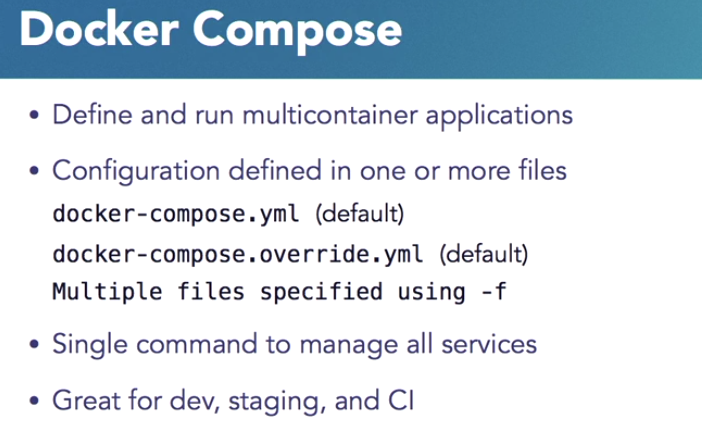 Docker Compose
• Define and run multicontainer applications
• Configuration defined in one or more files
docker-compose.yml (default)
docker-compose.override.yml (default)
Multiple files specified using -f
• Single command to manage all services
• Great for dev, staging, and CI